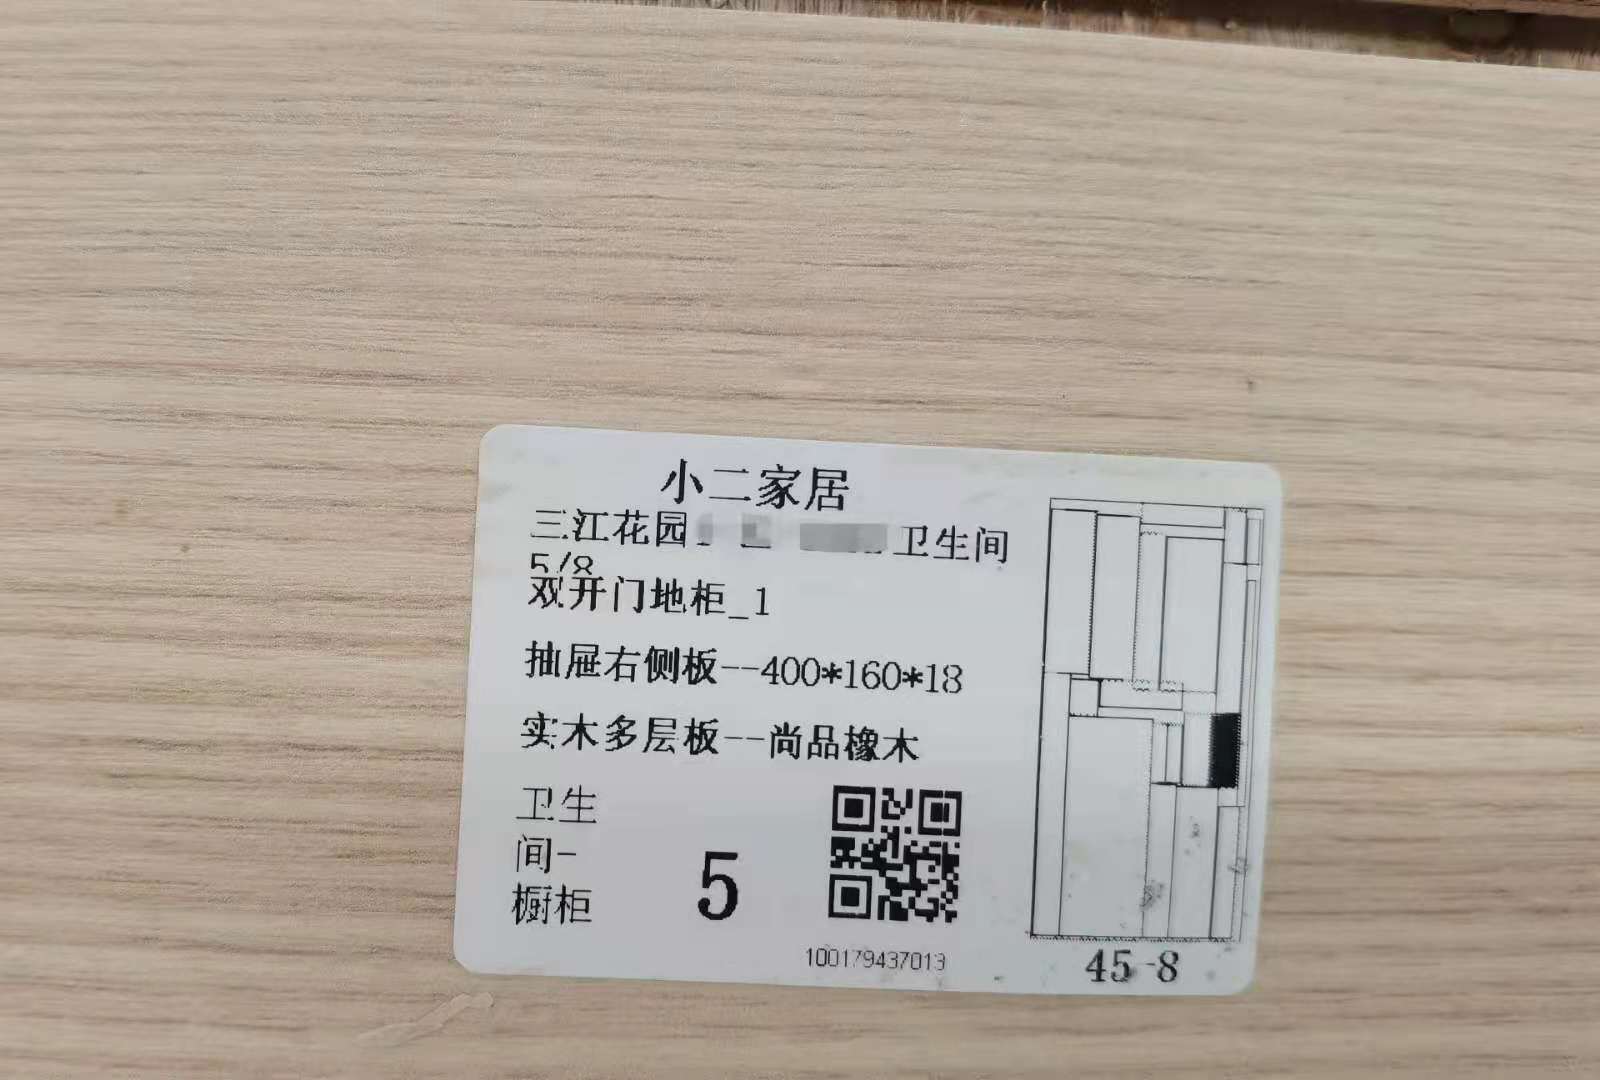 小二家居
三江花园 卫生间
5/8
双开门地柜_1
抽屉右侧板--400*160*18
实木多层板--尚品橡木
卫生
间-
橱柜
5
100179437013
45-8